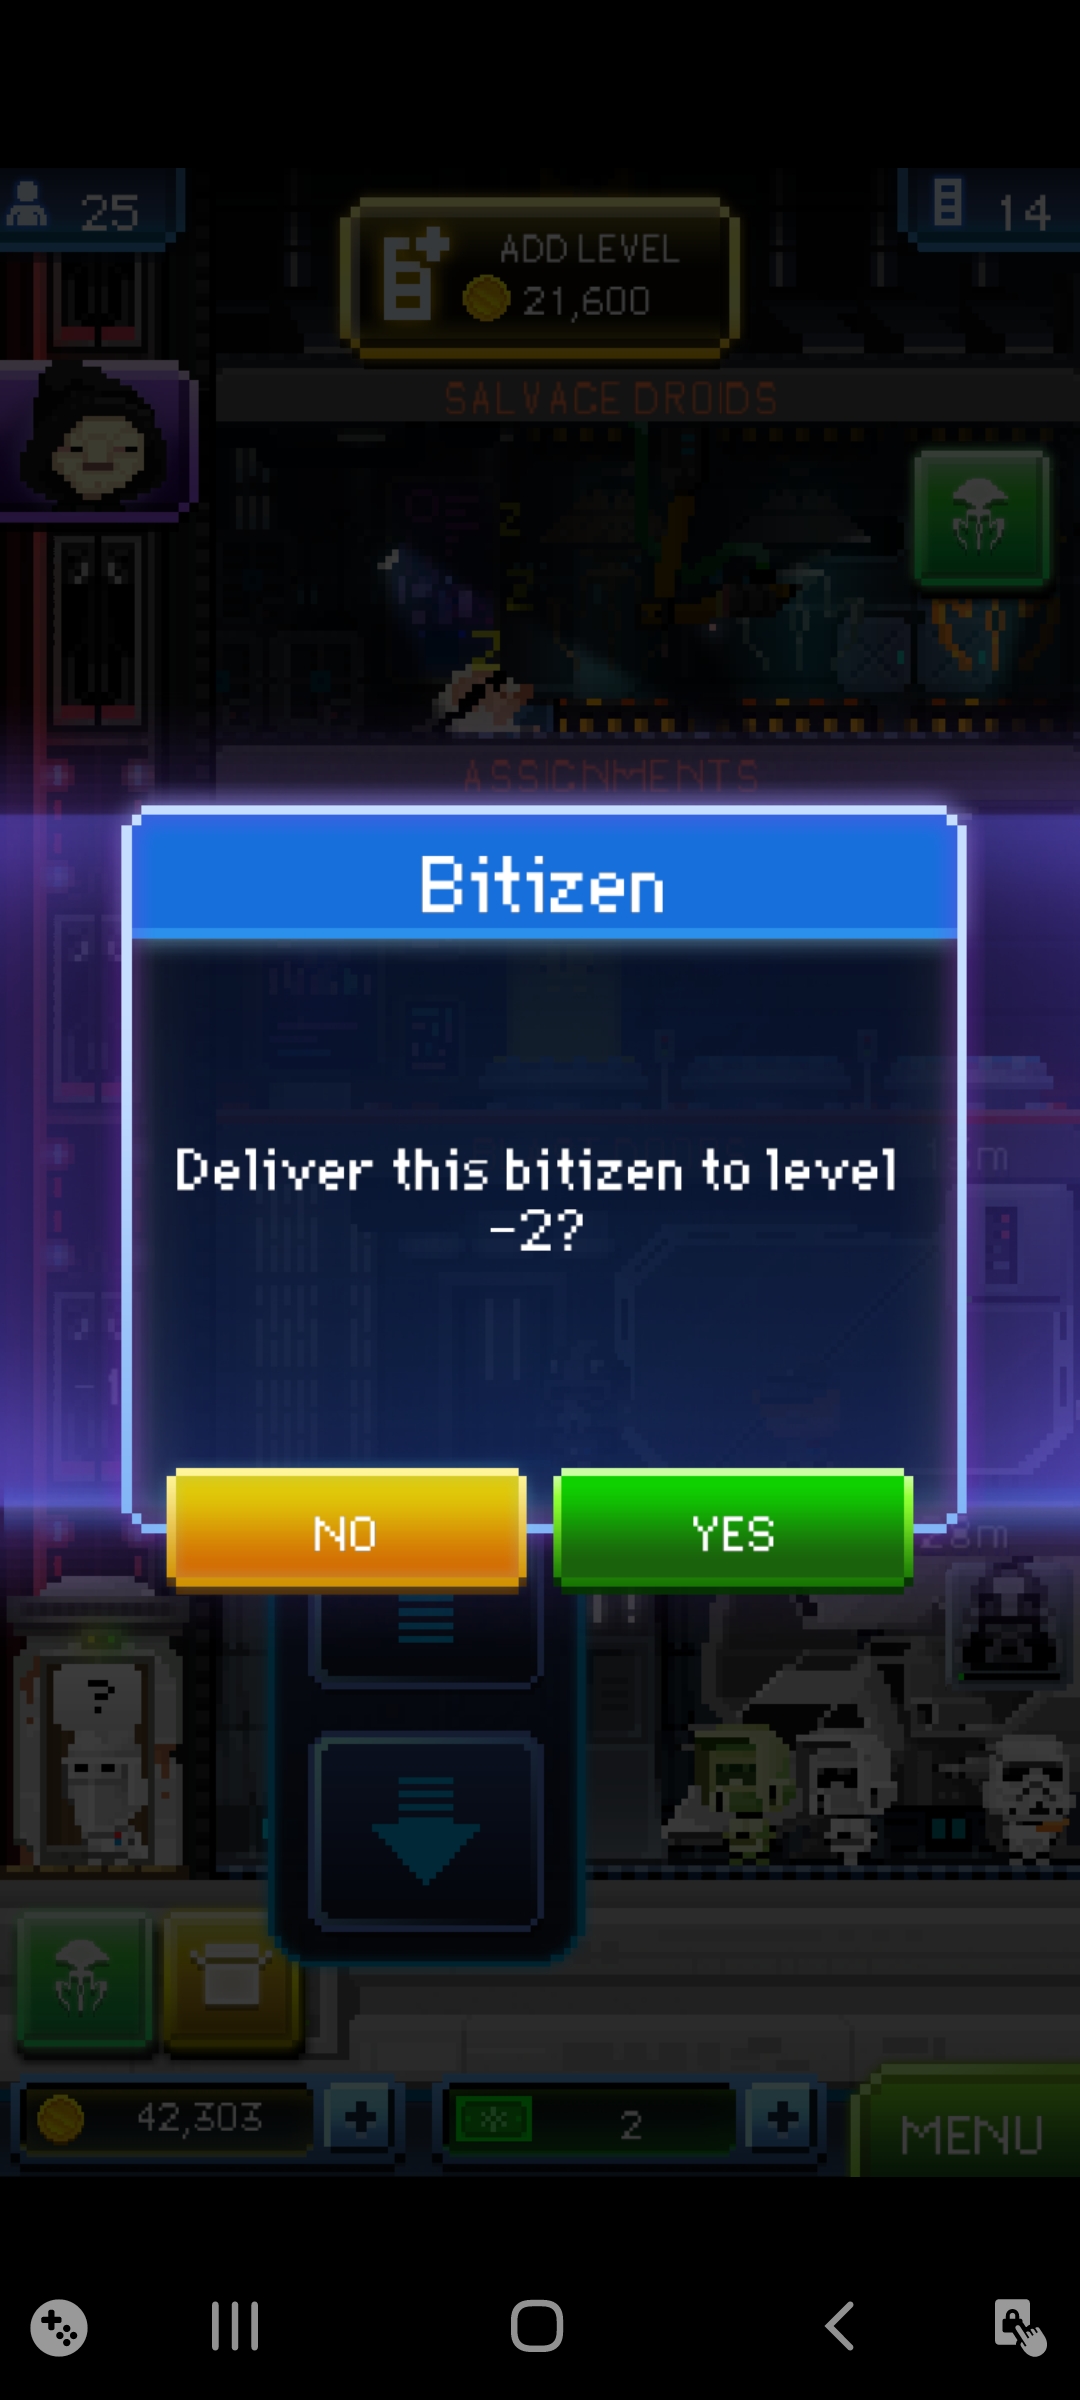 25
ADD LEVEL
21,600
14
SALVAGE DROIDS
Z
Z
Z
ASSIGNMENTS
Bitizen
Deliver this bitizen to level
-2?
NO
YES
28m
?
42,303
2
MENU